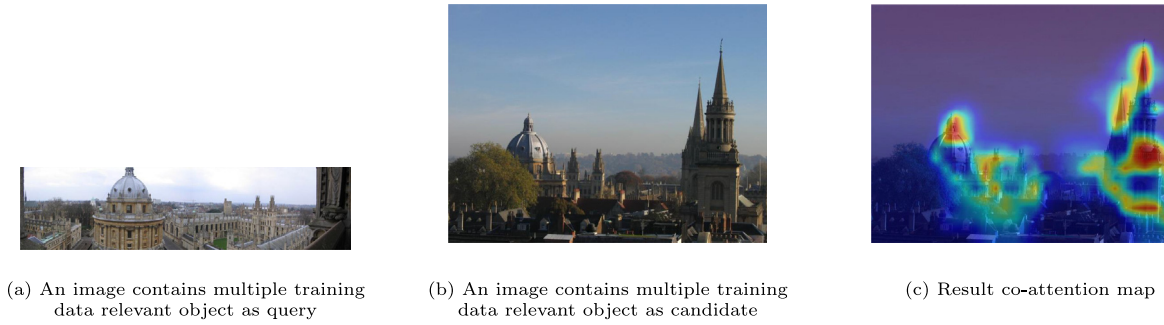 (a) An image contains multiple training
data relevant object as query
(b) An image contains multiple training
data relevant object as candidate
(c) Result co-attention map